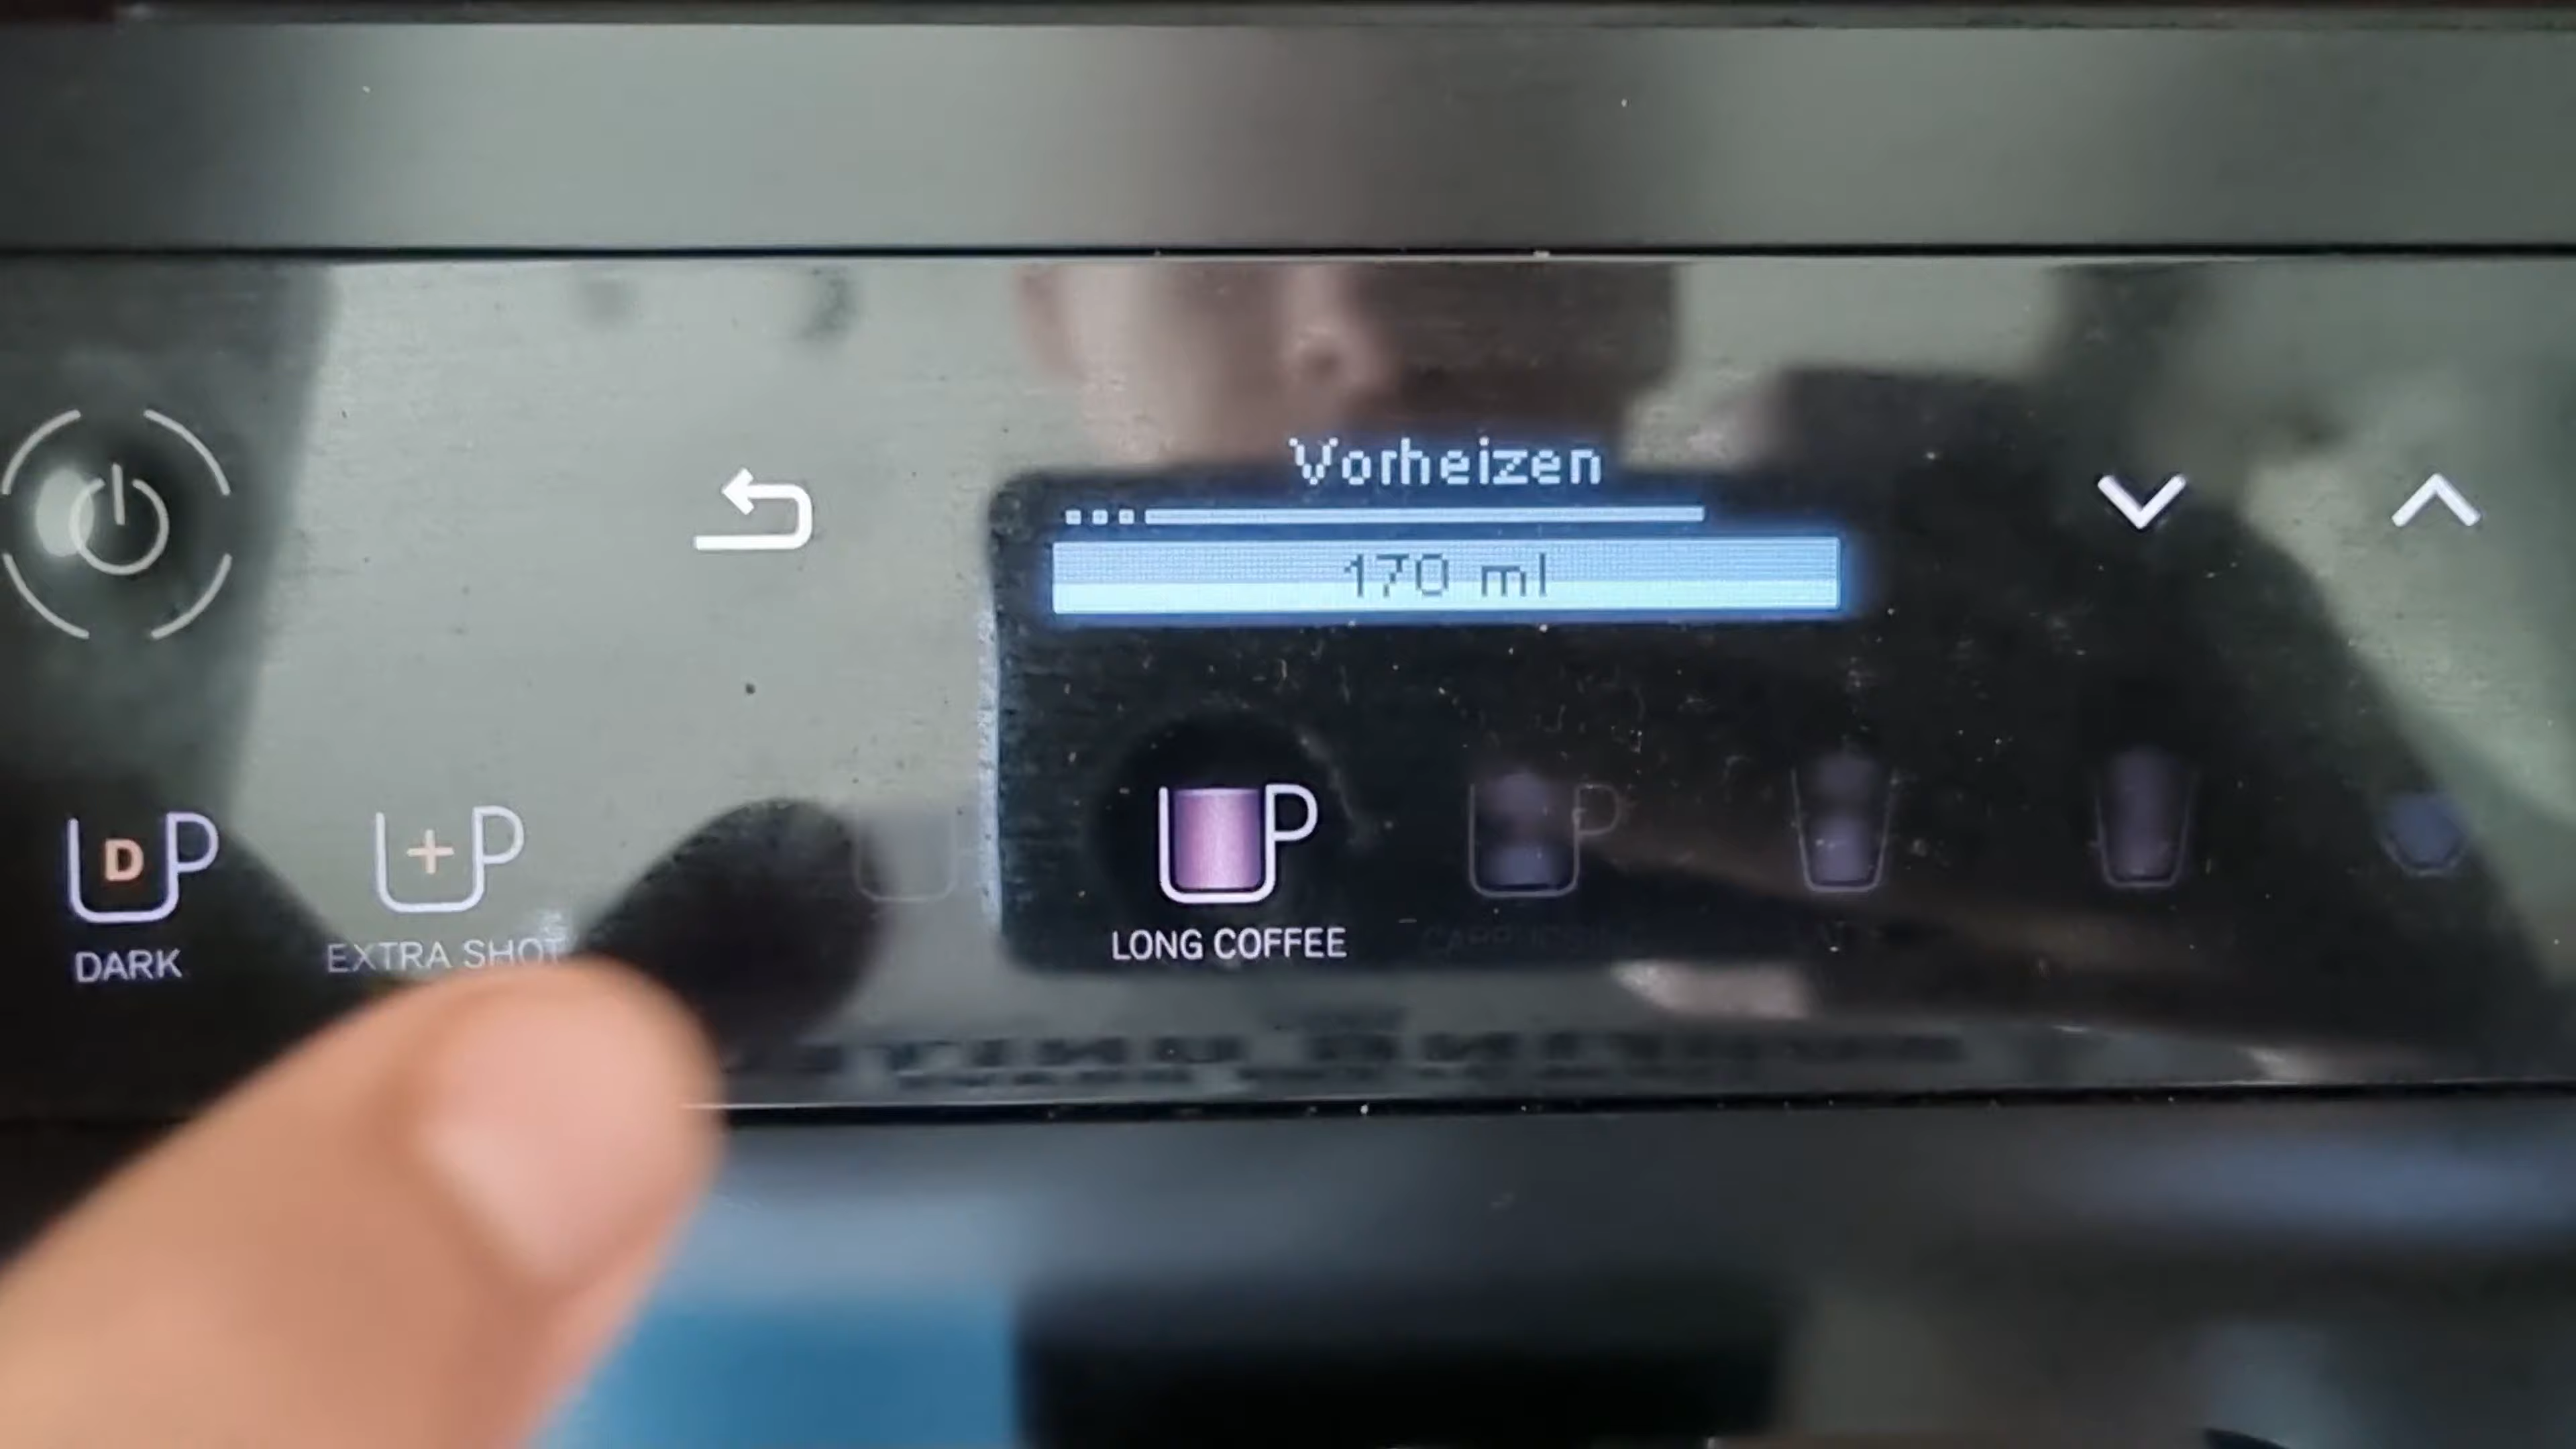 Vorheizen
170 ml
D
DARK
EXTRA SHOT
LONG COFFEE